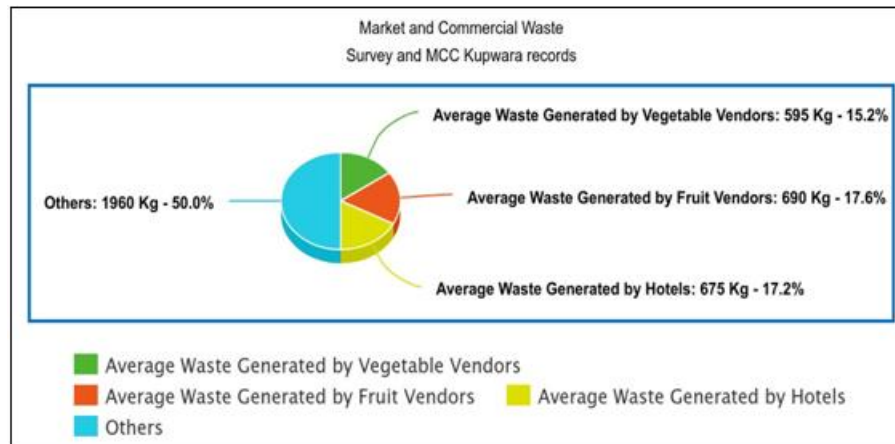 Market and Commercial Waste
Survey and MCC Kupwara records
Average Waste Generated by Vegetable Vendors: 595 Kg - 15.2%
Others: 1960 Kg - 50.0%
Average Waste Generated by Fruit Vendors: 690 Kg - 17.6%
Average Waste Generated by Hotels: 675 Kg - 17.2%
Average Waste Generated by Vegetable Vendors
Average Waste Generated by Fruit Vendors
Average Waste Generated by Hotels
Others